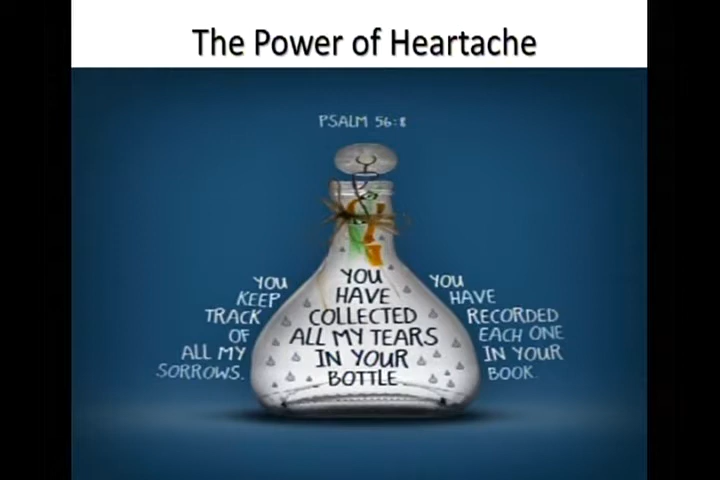 The Power of Heartache
PSALM 56:8
YOU
KEEP
TRACK
OF
ALL MY
SORROWS.
YOU
HAVE
COLLECTED
ALL MY TEARS
IN YOUR
BOTTLE.
YOU
HAVE
RECORDED
EACH ONE
IN YOUR
BOOK.